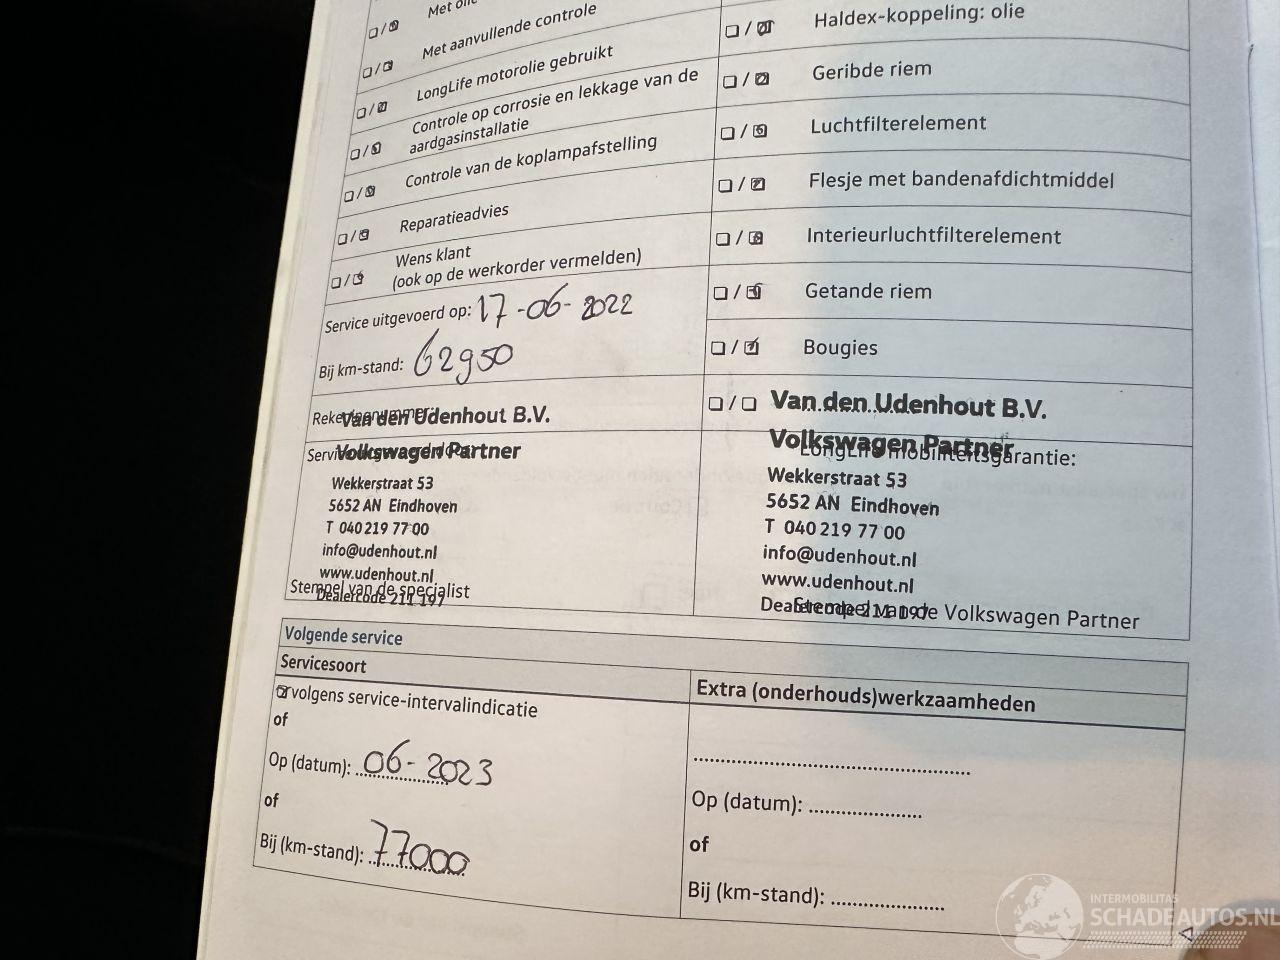 Met
Met aanvullende controle
LongLife motorolie gebruikt
Controle op corrosie en lekkage van de
aardgasinstallatie
Controle van de koplampafstelling
Reparatieadvies
Wens klant
(ook op de werkorder vermelden)
Service uitgevoerd op: 17-06-2022
Bij km-stand: 62950
Van den Udenhout B.V.
Volkswagen Partner
Wekkerstraat 53
5652 AN Eindhoven
T 040 219 77 00
info@udenhout.nl
www.udenhout.nl
Dealercode 211 197
Stempel van de specialist
Haldex-koppeling: olie
Geribde riem
Luchtfilterelement
Flesje met bandenafdichtmiddel
Interieurluchtfilterelement
Getande riem
Bougies
Van den Udenhout B.V.
Volkswagen Partner
LongLife mobiliteitsgarantie:
Wekkerstraat 53
5652 AN Eindhoven
T 040 219 77 00
info@udenhout.nl
www.udenhout.nl
Dealercode 211 197
Stempel van de Volkswagen Partner
Volgende service
Servicesoort
volgens service-intervalindicatie
of
Op (datum): 06-2023
of
Bij (km-stand): 77000
Extra (onderhouds)werkzaamheden
Op (datum): ....................
of
Bij (km-stand): ....................
INTERMOBILITAS
SCHADEAUTOS.NL